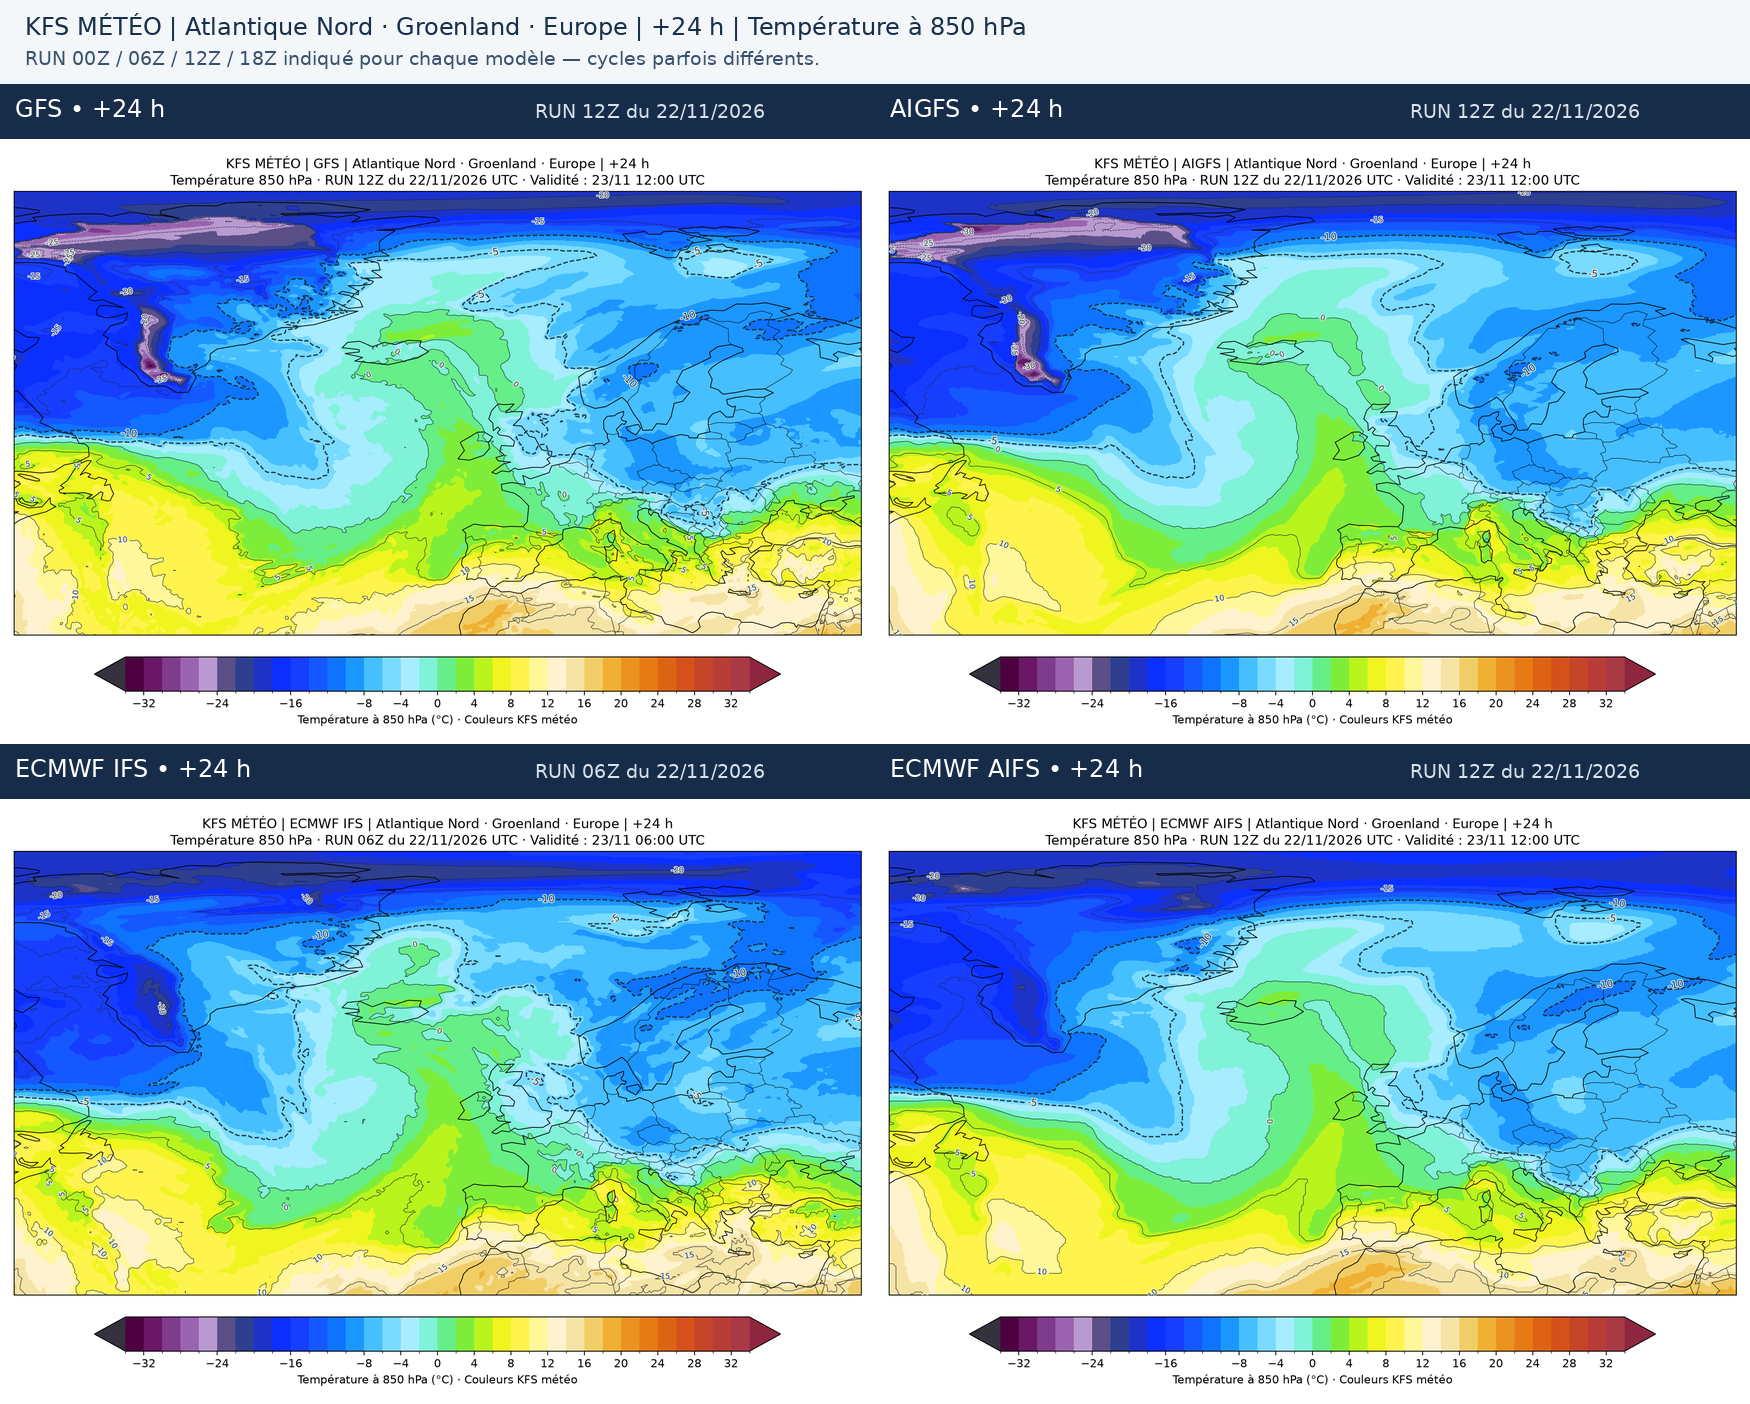 KFS MÉTÉO | Atlantique Nord · Groenland · Europe | +24 h | Température à 850 hPa
RUN 00Z / 06Z / 12Z / 18Z indiqué pour chaque modèle — cycles parfois différents.
GFS • +24 h
RUN 12Z du 22/11/2026
AIGFS • +24 h
RUN 12Z du 22/11/2026
KFS MÉTÉO | GFS | Atlantique Nord · Groenland · Europe | +24 h
Température 850 hPa · RUN 12Z du 22/11/2026 UTC · Validité : 23/11 12:00 UTC
KFS MÉTÉO | AIGFS | Atlantique Nord · Groenland · Europe | +24 h
Température 850 hPa · RUN 12Z du 22/11/2026 UTC · Validité : 23/11 12:00 UTC
−32 −24 −16 −8 −4 0 4 8 12 16 20 24 28 32
Température à 850 hPa (°C) · Couleurs KFS météo
−32 −24 −16 −8 −4 0 4 8 12 16 20 24 28 32
Température à 850 hPa (°C) · Couleurs KFS météo
ECMWF IFS • +24 h
RUN 06Z du 22/11/2026
ECMWF AIFS • +24 h
RUN 12Z du 22/11/2026
KFS MÉTÉO | ECMWF IFS | Atlantique Nord · Groenland · Europe | +24 h
Température 850 hPa · RUN 06Z du 22/11/2026 UTC · Validité : 23/11 06:00 UTC
KFS MÉTÉO | ECMWF AIFS | Atlantique Nord · Groenland · Europe | +24 h
Température 850 hPa · RUN 12Z du 22/11/2026 UTC · Validité : 23/11 12:00 UTC
−32 −24 −16 −8 −4 0 4 8 12 16 20 24 28 32
Température à 850 hPa (°C) · Couleurs KFS météo
−32 −24 −16 −8 −4 0 4 8 12 16 20 24 28 32
Température à 850 hPa (°C) · Couleurs KFS météo